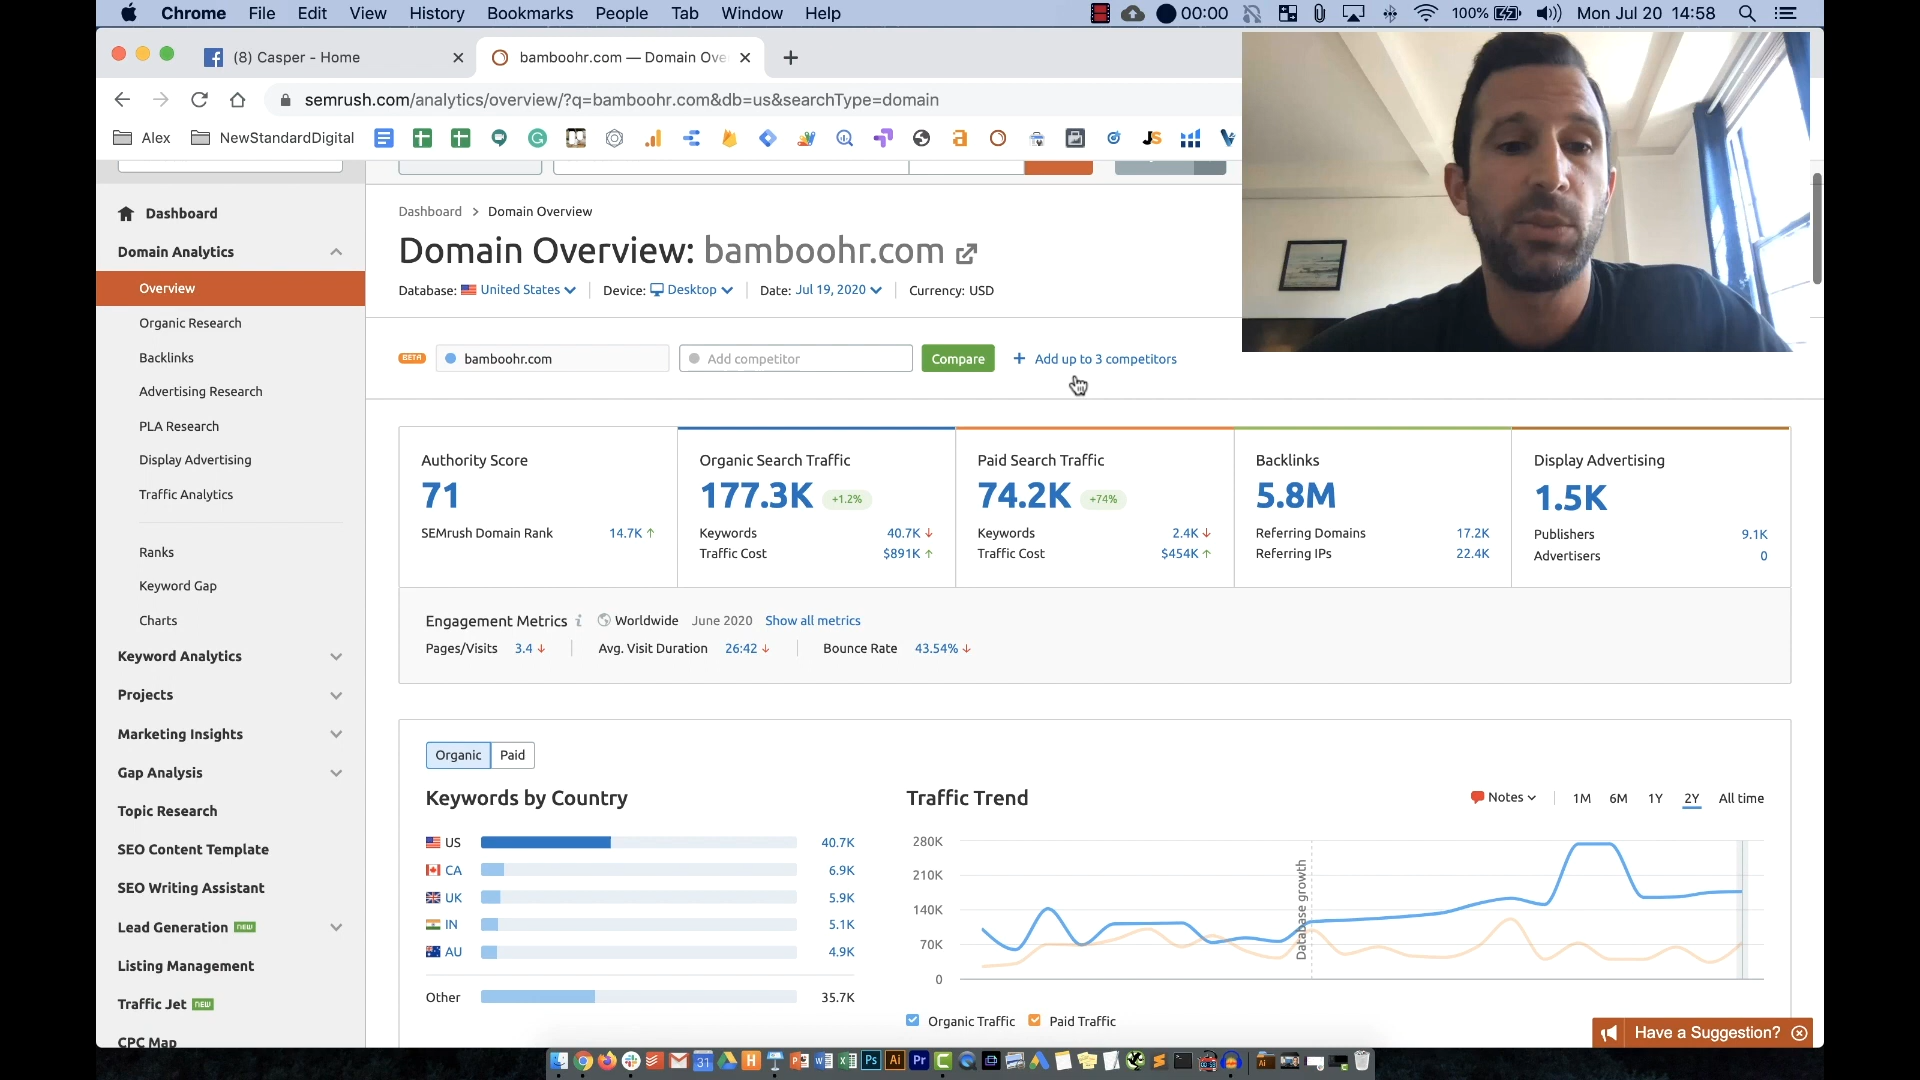 Chrome File Edit View History Bookmarks People Tab Window Help 00:00 100% Mon Jul 20 14:58
(8) Casper - Home
bamboohr.com — Domain Ove
semrush.com/analytics/overview/?q=bamboohr.com&db=us&searchType=domain
Alex NewStandardDigital
Dashboard
Domain Analytics
Overview
Organic Research
Backlinks
Advertising Research
PLA Research
Display Advertising
Traffic Analytics
Ranks
Keyword Gap
Charts
Keyword Analytics
Projects
Marketing Insights
Gap Analysis
Topic Research
SEO Content Template
SEO Writing Assistant
Lead Generation NEW
Listing Management
Traffic Jet NEW
CPC Map
Dashboard > Domain Overview
Domain Overview: bamboohr.com
Database: United States Device: Desktop Date: Jul 19, 2020 Currency: USD
BETA bamboohr.com Add competitor Compare + Add up to 3 competitors
Authority Score
71
SEMrush Domain Rank 14.7K ↑
Organic Search Traffic
177.3K +1.2%
Keywords 40.7K ↓
Traffic Cost $891K ↑
Paid Search Traffic
74.2K +74%
Keywords 2.4K ↓
Traffic Cost $454K ↑
Backlinks
5.8M
Referring Domains 17.2K
Referring IPs 22.4K
Display Advertising
1.5K
Publishers 9.1K
Advertisers 0
Engagement Metrics i Worldwide June 2020 Show all metrics
Pages/Visits 3.4 ↓ Avg. Visit Duration 26:42 ↓ Bounce Rate 43.54% ↓
Organic Paid
Keywords by Country
US 40.7K
CA 6.9K
UK 5.9K
IN 5.1K
AU 4.9K
Other 35.7K
Traffic Trend
Notes 1M 6M 1Y 2Y All time
280K
210K
140K
70K
0
Database growth
Organic Traffic Paid Traffic
Have a Suggestion?